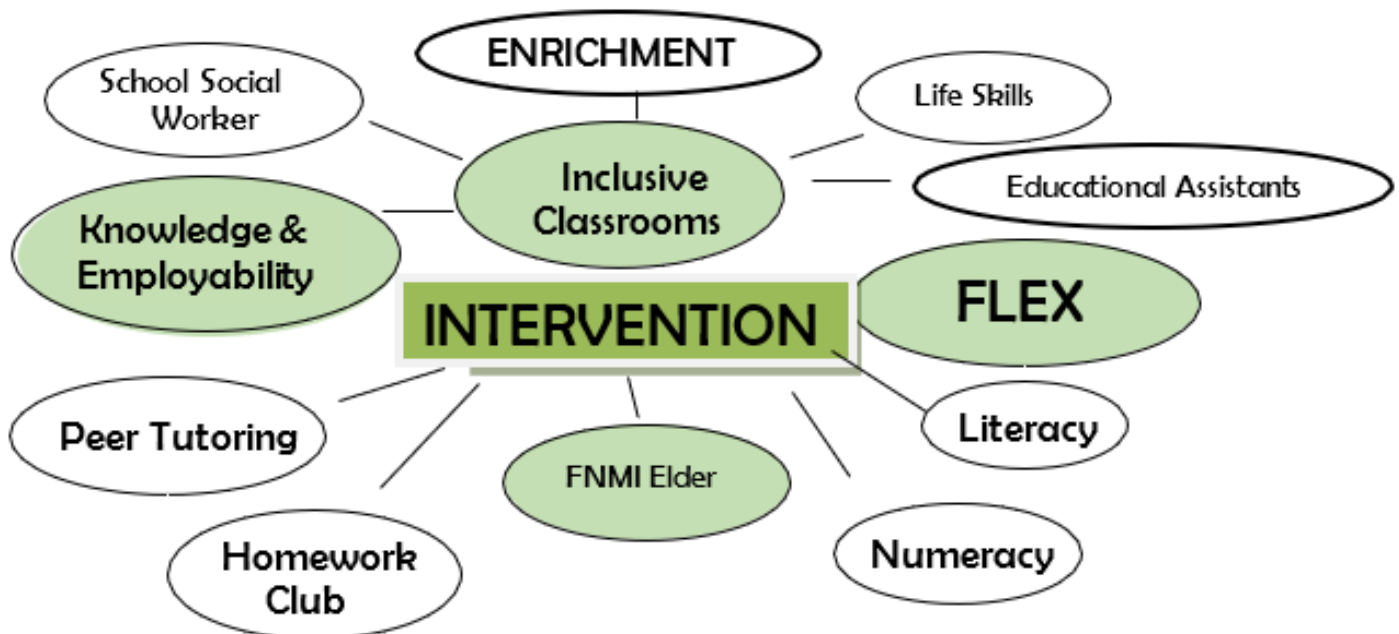 ENRICHMENT
School Social
Worker
Life Skills
Inclusive
Classrooms
Educational Assistants
Knowledge &
Employability
FLEX
INTERVENTION
Peer Tutoring
Literacy
FNMI Elder
Homework
Club
Numeracy